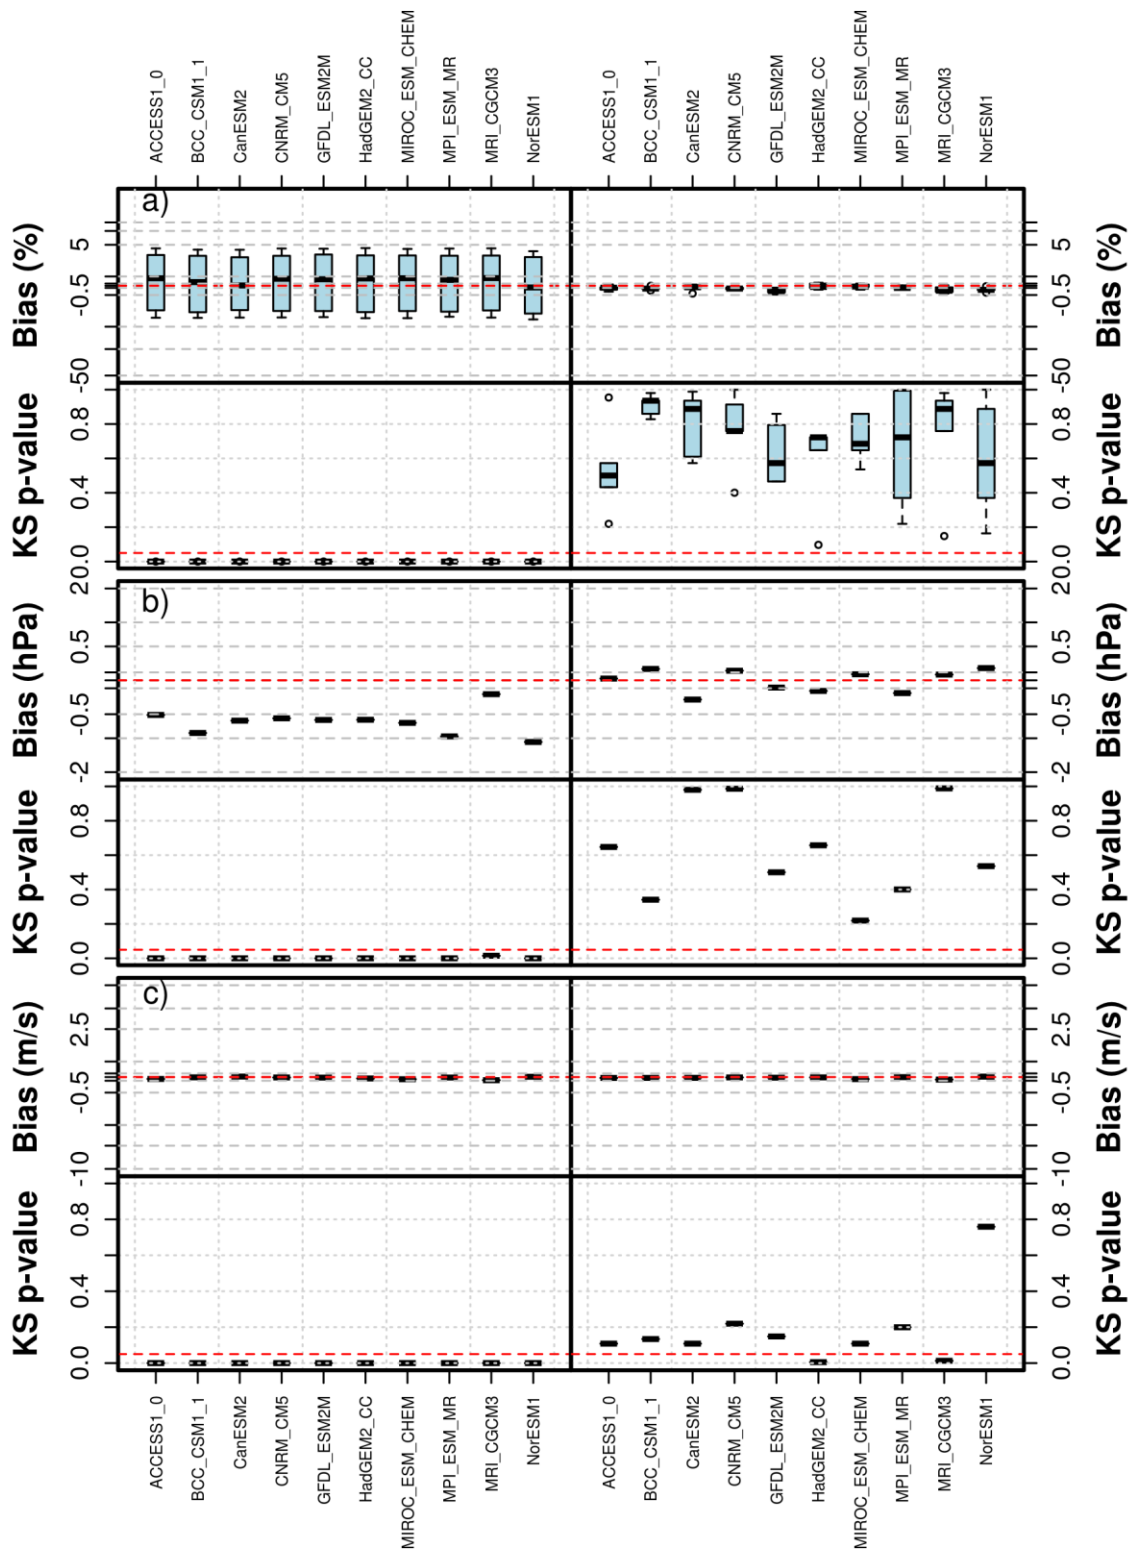 ACCESS1_0
BCC_CSM1_1
CanESM2
CNRM_CM5
GFDL_ESM2M
HadGEM2_CC
MIROC_ESM_CHEM
MPI_ESM_MR
MRI_CGCM3
NorESM1
ACCESS1_0
BCC_CSM1_1
CanESM2
CNRM_CM5
GFDL_ESM2M
HadGEM2_CC
MIROC_ESM_CHEM
MPI_ESM_MR
MRI_CGCM3
NorESM1
a)
Bias (%)
5
-0.5
-50
Bias (%)
5
-0.5
-50
KS p-value
0.8
0.4
0.0
KS p-value
0.8
0.4
0.0
b)
Bias (hPa)
20
0.5
-0.5
-2
Bias (hPa)
20
0.5
-0.5
-2
KS p-value
0.8
0.4
0.0
KS p-value
0.8
0.4
0.0
c)
Bias (m/s)
2.5
-0.5
-10
Bias (m/s)
2.5
-0.5
-10
KS p-value
0.8
0.4
0.0
KS p-value
0.8
0.4
0.0
ACCESS1_0
BCC_CSM1_1
CanESM2
CNRM_CM5
GFDL_ESM2M
HadGEM2_CC
MIROC_ESM_CHEM
MPI_ESM_MR
MRI_CGCM3
NorESM1
ACCESS1_0
BCC_CSM1_1
CanESM2
CNRM_CM5
GFDL_ESM2M
HadGEM2_CC
MIROC_ESM_CHEM
MPI_ESM_MR
MRI_CGCM3
NorESM1